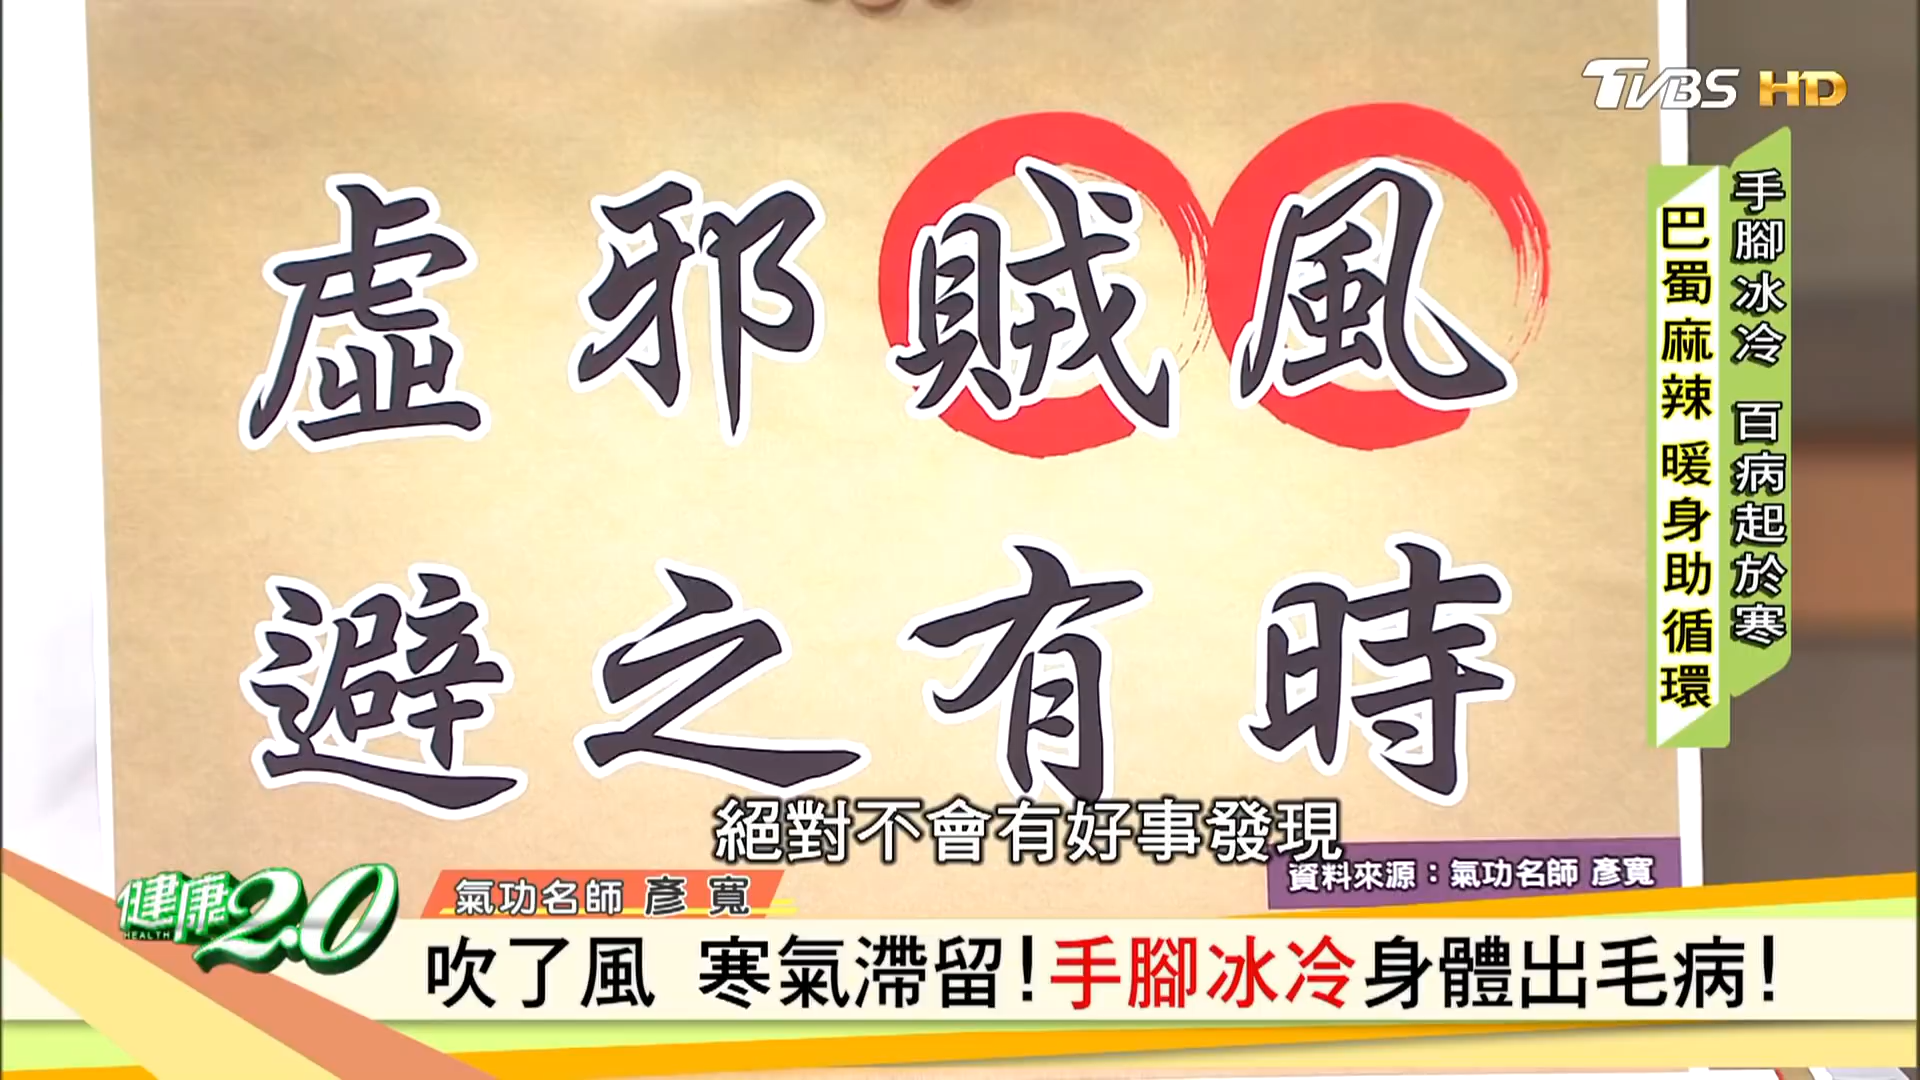 TVBS HD
手腳冰冷 百病起於寒
巴蜀麻辣 暖身助循環
虛邪賊風
避之有時
絕對不會有好事發現
資料來源：氣功名師 彥寬
健康2.0
HEALTH
氣功名師 彥 寬
吹了風 寒氣滯留!手腳冰冷身體出毛病!